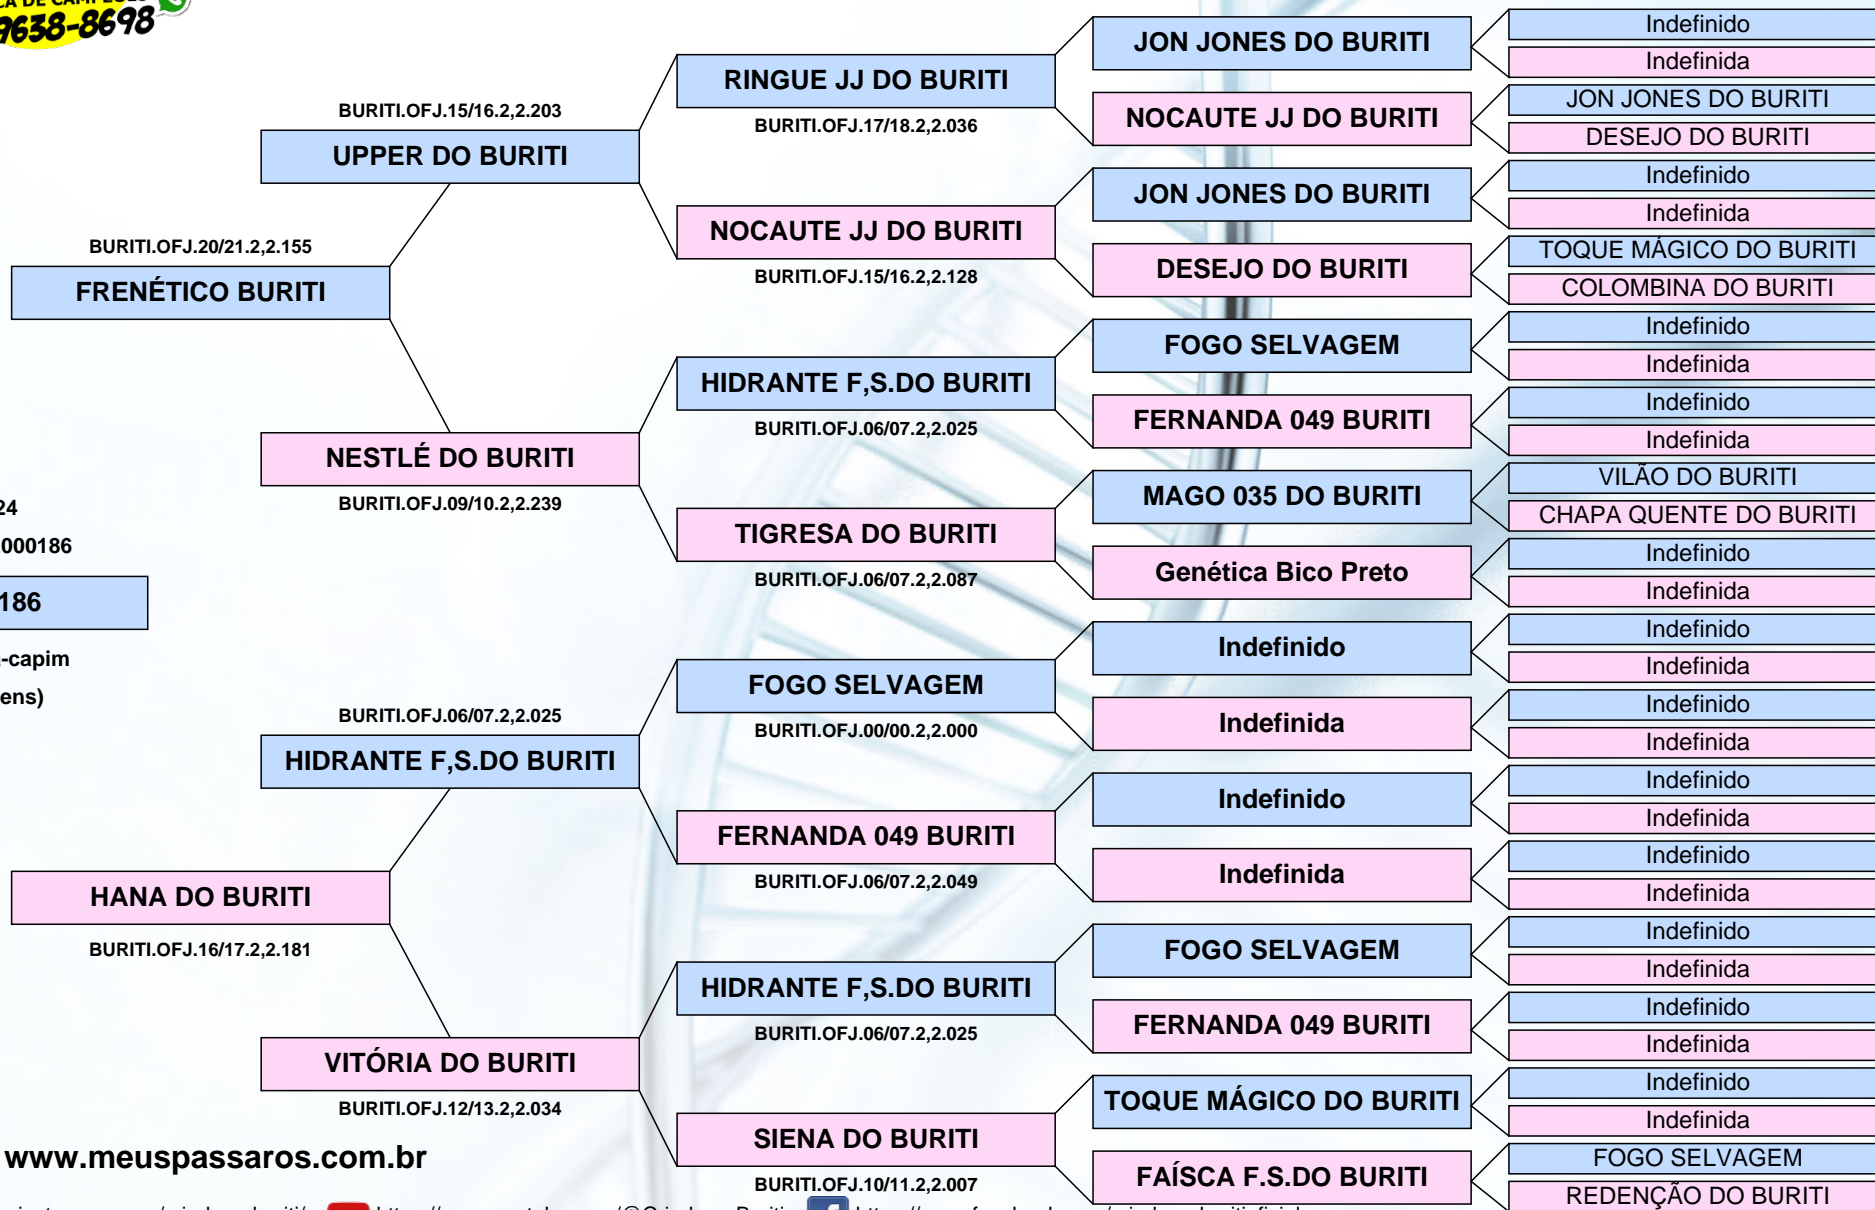 9638-8698
BURITI.OFJ.20/21.2,2.155
FRENÉTICO BURITI
24
000186
186
-capim
ens)
HANA DO BURITI
BURITI.OFJ.16/17.2,2.181
www.meuspassaros.com.br
BURITI.OFJ.15/16.2,2.203
UPPER DO BURITI
NESTLÉ DO BURITI
BURITI.OFJ.09/10.2,2.239
BURITI.OFJ.06/07.2,2.025
HIDRANTE F,S.DO BURITI
VITÓRIA DO BURITI
BURITI.OFJ.12/13.2,2.034
RINGUE JJ DO BURITI
BURITI.OFJ.17/18.2,2.036
NOCAUTE JJ DO BURITI
BURITI.OFJ.15/16.2,2.128
HIDRANTE F,S.DO BURITI
BURITI.OFJ.06/07.2,2.025
TIGRESA DO BURITI
BURITI.OFJ.06/07.2,2.087
FOGO SELVAGEM
BURITI.OFJ.00/00.2,2.000
FERNANDA 049 BURITI
BURITI.OFJ.06/07.2,2.049
HIDRANTE F,S.DO BURITI
BURITI.OFJ.06/07.2,2.025
SIENA DO BURITI
BURITI.OFJ.10/11.2,2.007
JON JONES DO BURITI
NOCAUTE JJ DO BURITI
JON JONES DO BURITI
DESEJO DO BURITI
FOGO SELVAGEM
FERNANDA 049 BURITI
MAGO 035 DO BURITI
Genética Bico Preto
Indefinido
Indefinida
Indefinido
Indefinida
FOGO SELVAGEM
FERNANDA 049 BURITI
TOQUE MÁGICO DO BURITI
FAÍSCA F.S.DO BURITI
Indefinido
Indefinida
JON JONES DO BURITI
DESEJO DO BURITI
Indefinido
Indefinida
TOQUE MÁGICO DO BURITI
COLOMBINA DO BURITI
Indefinido
Indefinida
Indefinido
Indefinida
VILÃO DO BURITI
CHAPA QUENTE DO BURITI
Indefinido
Indefinida
Indefinido
Indefinida
Indefinido
Indefinida
Indefinido
Indefinida
Indefinido
Indefinida
Indefinido
Indefinida
Indefinido
Indefinida
Indefinido
Indefinida
FOGO SELVAGEM
REDENÇÃO DO BURITI